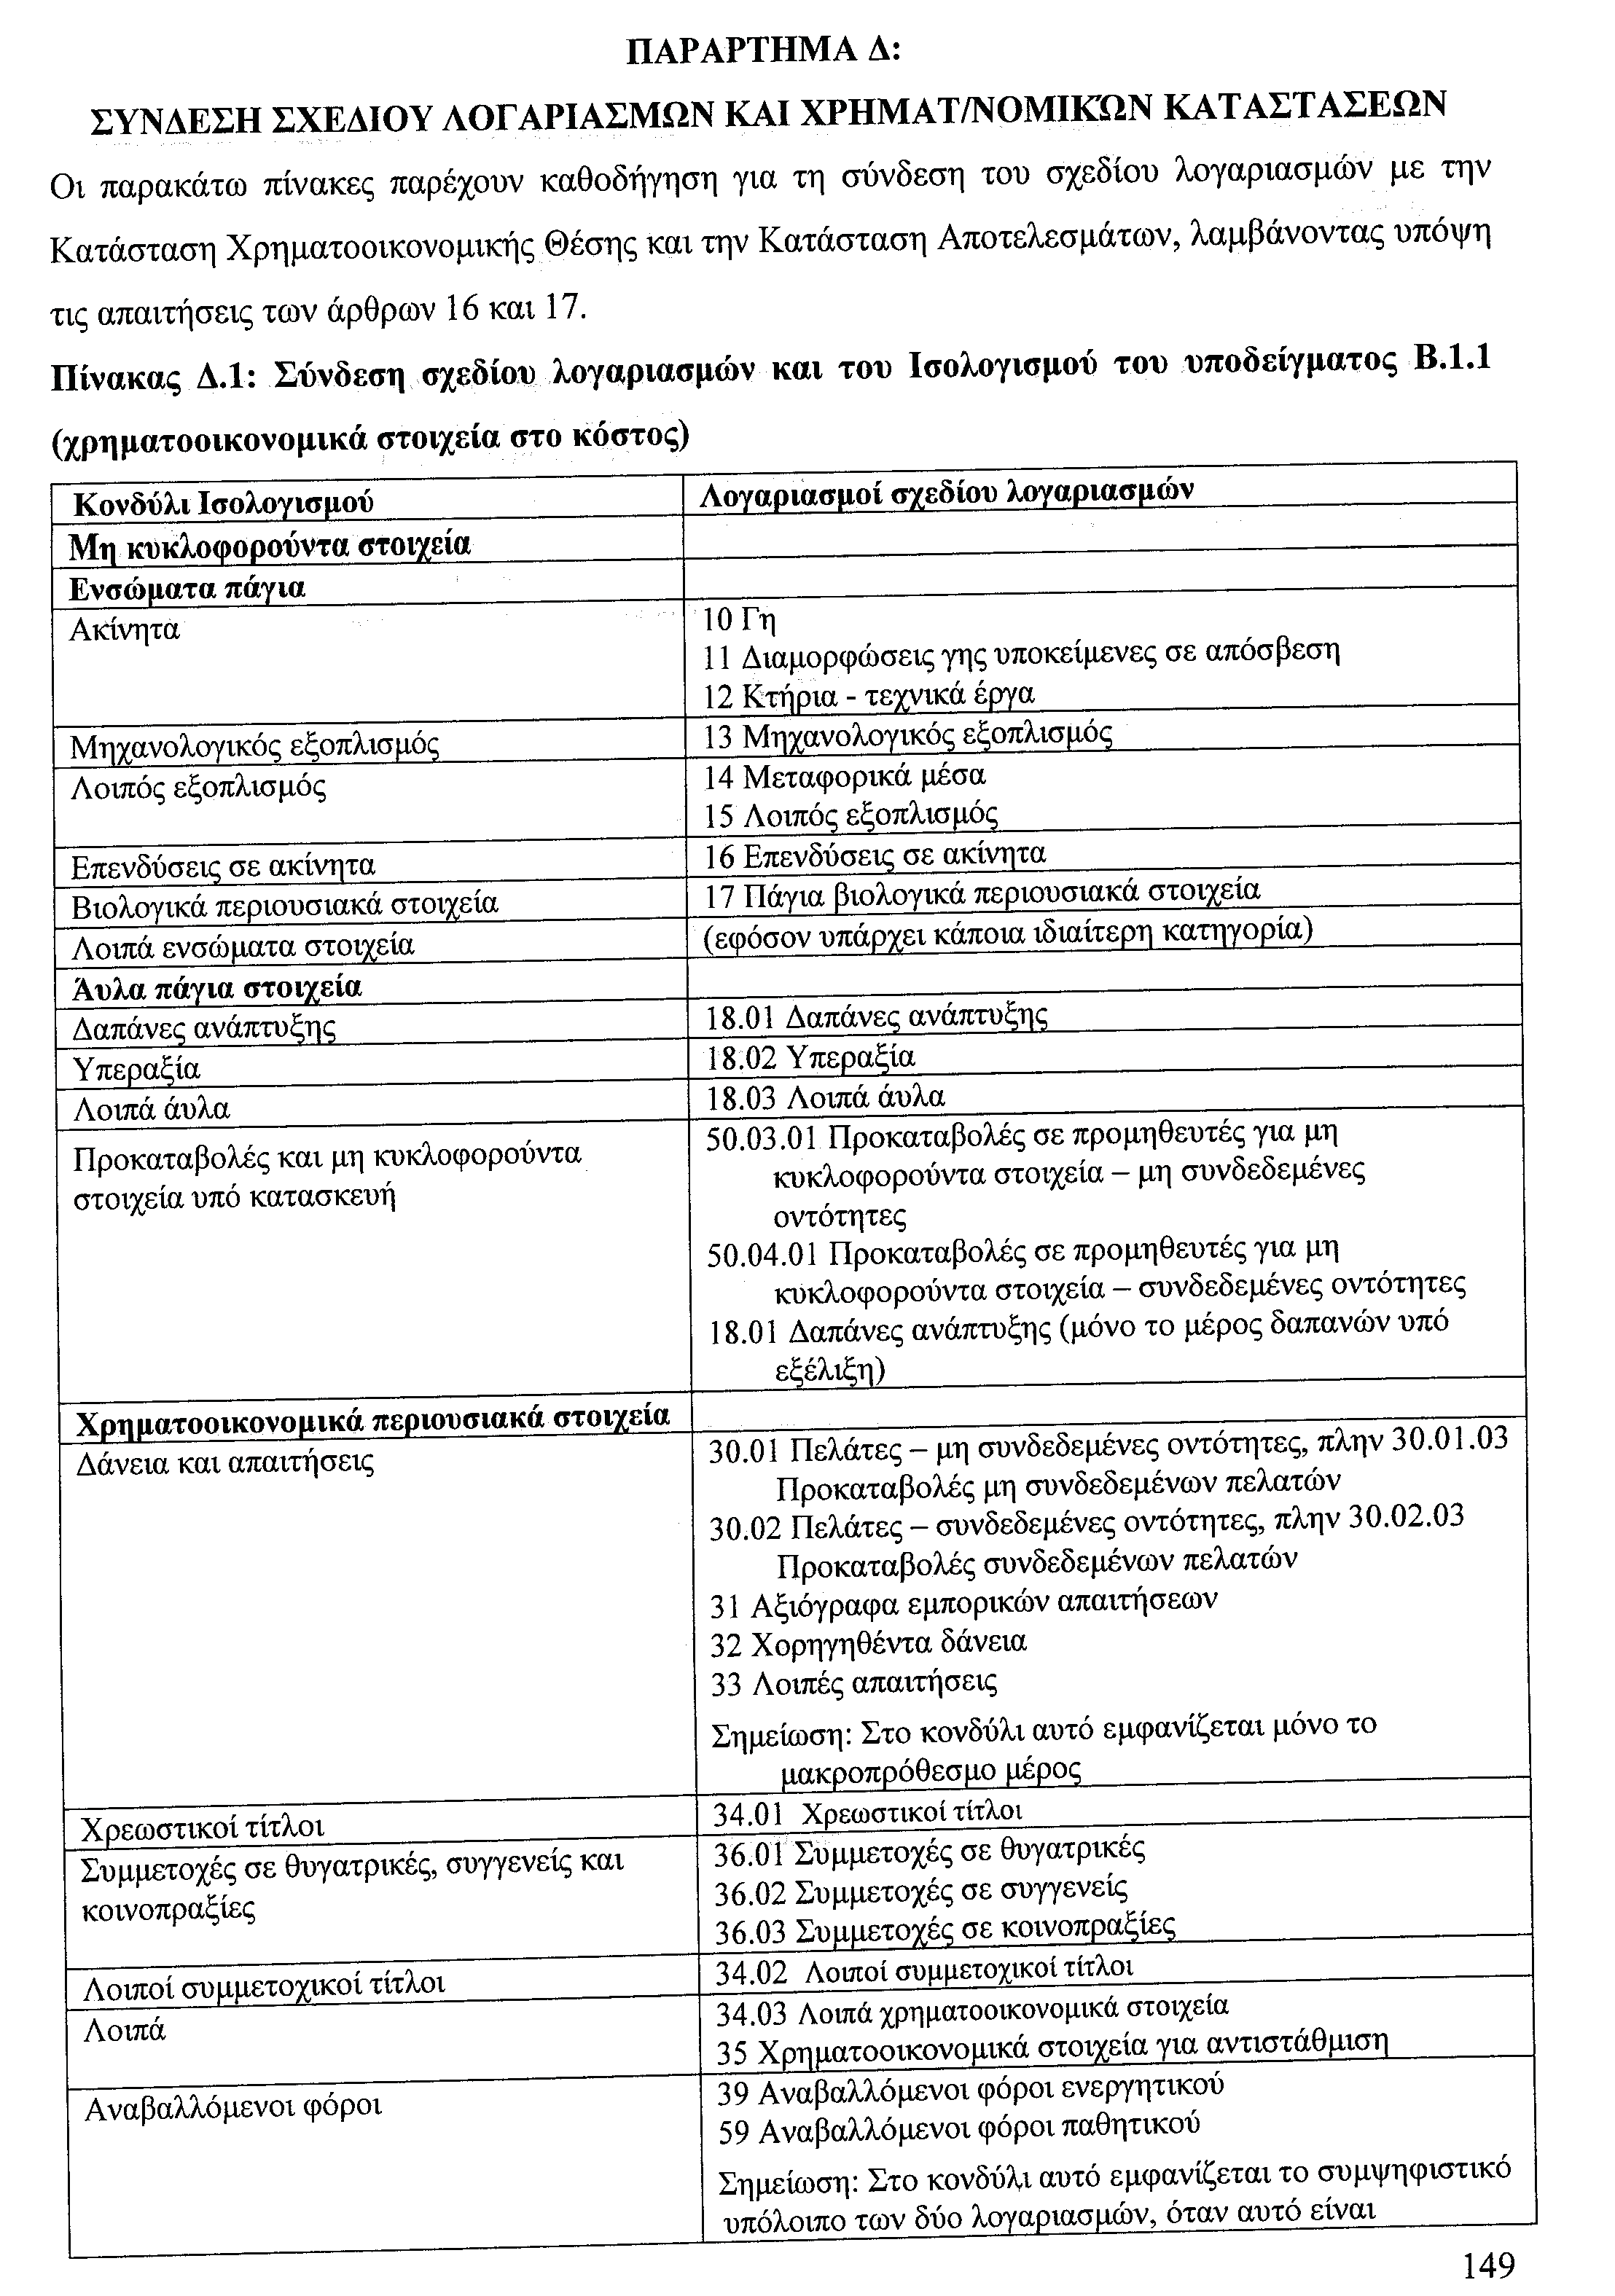 ΠΑΡΑΡΤΗΜΑ Δ:
ΣΥΝΔΕΣΗ ΣΧΕΔΙΟΥ ΛΟΓΑΡΙΑΣΜΩΝ ΚΑΙ ΧΡΗΜΑΤ/ΝΟΜΙΚΏΝ ΚΑΤΑΣΤΑΣΕΩΝ
Οι παρακάτω πίνακες παρέχουν καθοδήγηση για τη σύνδεση του σχεδίου λογαριασμών με την
Κατάσταση Χρηματοοικονομικής Θέσης και την Κατάσταση Αποτελεσμάτων, λαμβάνοντας υπόψη
τις απαιτήσεις των άρθρων 16 και 17.
Πίνακας Δ.1: Σύνδεση σχεδίου λογαριασμών και του Ισολογισμού του υποδείγματος Β.1.1
(χρηματοοικονομικά στοιχεία στο κόστος)
Κονδύλι Ισολογισμού
Λογαριασμοί σχεδίου λογαριασμών
Μη κυκλοφορούντα στοιχεία
Ενσώματα πάγια
Ακίνητα
10 Γη
11 Διαμορφώσεις γης υποκείμενες σε απόσβεση
12 Κτήρια - τεχνικά έργα
Μηχανολογικός εξοπλισμός
13 Μηχανολογικός εξοπλισμός
Λοιπός εξοπλισμός
14 Μεταφορικά μέσα
15 Λοιπός εξοπλισμός
Επενδύσεις σε ακίνητα
16 Επενδύσεις σε ακίνητα
Βιολογικά περιουσιακά στοιχεία
17 Πάγια βιολογικά περιουσιακά στοιχεία
Λοιπά ενσώματα στοιχεία
(εφόσον υπάρχει κάποια ιδιαίτερη κατηγορία)
Άυλα πάγια στοιχεία
Δαπάνες ανάπτυξης
18.01 Δαπάνες ανάπτυξης
Υπεραξία
18.02 Υπεραξία
Λοιπά άυλα
18.03 Λοιπά άυλα
Προκαταβολές και μη κυκλοφορούντα
στοιχεία υπό κατασκευή
50.03.01 Προκαταβολές σε προμηθευτές για μη
κυκλοφορούντα στοιχεία – μη συνδεδεμένες
οντότητες
50.04.01 Προκαταβολές σε προμηθευτές για μη
κυκλοφορούντα στοιχεία – συνδεδεμένες οντότητες
18.01 Δαπάνες ανάπτυξης (μόνο το μέρος δαπανών υπό
εξέλιξη)
Χρηματοοικονομικά περιουσιακά στοιχεία
Δάνεια και απαιτήσεις
30.01 Πελάτες – μη συνδεδεμένες οντότητες, πλην 30.01.03
Προκαταβολές μη συνδεδεμένων πελατών
30.02 Πελάτες – συνδεδεμένες οντότητες, πλην 30.02.03
Προκαταβολές συνδεδεμένων πελατών
31 Αξιόγραφα εμπορικών απαιτήσεων
32 Χορηγηθέντα δάνεια
33 Λοιπές απαιτήσεις
Σημείωση: Στο κονδύλι αυτό εμφανίζεται μόνο το
μακροπρόθεσμο μέρος
Χρεωστικοί τίτλοι
34.01 Χρεωστικοί τίτλοι
Συμμετοχές σε θυγατρικές, συγγενείς και
κοινοπραξίες
36.01 Συμμετοχές σε θυγατρικές
36.02 Συμμετοχές σε συγγενείς
36.03 Συμμετοχές σε κοινοπραξίες
Λοιποί συμμετοχικοί τίτλοι
34.02 Λοιποί συμμετοχικοί τίτλοι
Λοιπά
34.03 Λοιπά χρηματοοικονομικά στοιχεία
35 Χρηματοοικονομικά στοιχεία για αντιστάθμιση
Αναβαλλόμενοι φόροι
39 Αναβαλλόμενοι φόροι ενεργητικού
59 Αναβαλλόμενοι φόροι παθητικού
Σημείωση: Στο κονδύλι αυτό εμφανίζεται το συμψηφιστικό
υπόλοιπο των δύο λογαριασμών, όταν αυτό είναι
149